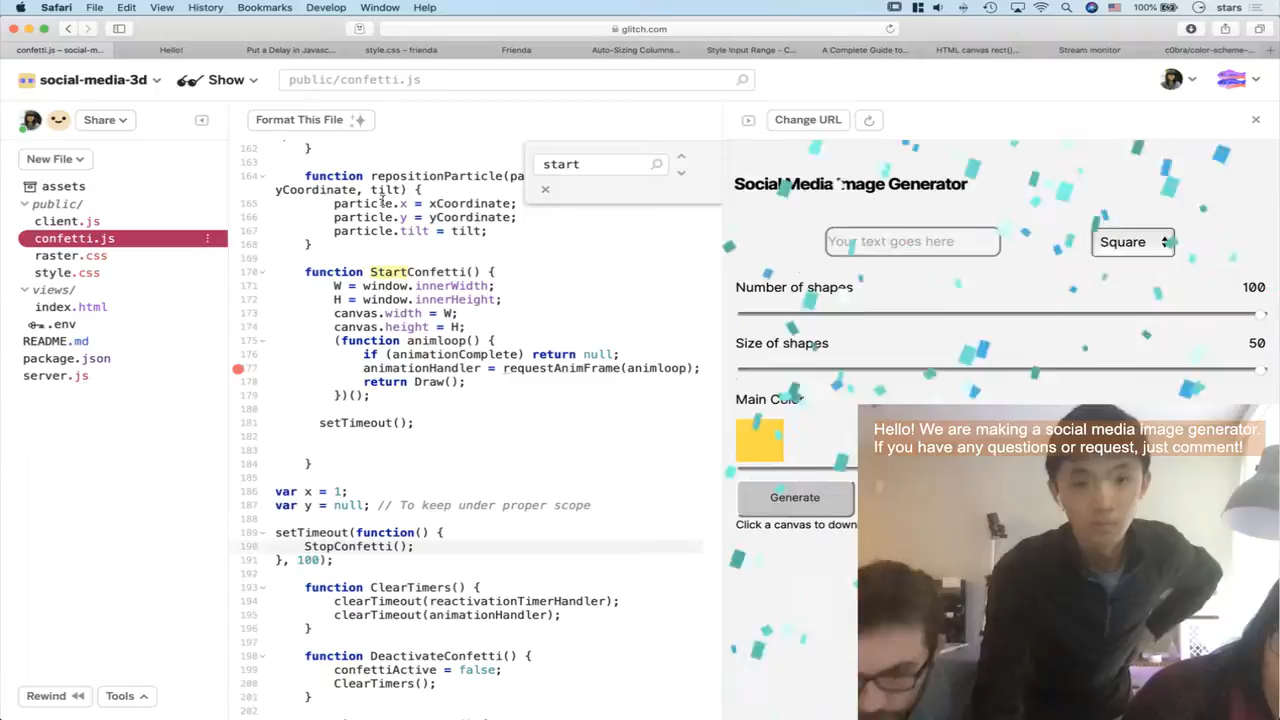 Safari File Edit View History Bookmarks Develop Window Help 100% stars
glitch.com
confetti.js – social-m... Hello! Put a Delay in Javasc... style.css – frienda Frienda Auto-Sizing Columns... Style Input Range – C... A Complete Guide to... HTML canvas rect()... Stream monitor c0bra/color-scheme-...
social-media-3d Show public/confetti.js
Share Format This File Change URL
New File
assets
public/
client.js
confetti.js
raster.css
style.css
views/
index.html
.env
README.md
package.json
server.js
Rewind Tools
start
162 }
163
164 function repositionParticle(pa
yCoordinate, tilt) {
165 particle.x = xCoordinate;
166 particle.y = yCoordinate;
167 particle.tilt = tilt;
168 }
170 function StartConfetti() {
171 W = window.innerWidth;
172 H = window.innerHeight;
173 canvas.width = W;
174 canvas.height = H;
175 (function animloop() {
176 if (animationComplete) return null;
77 animationHandler = requestAnimFrame(animloop);
178 return Draw();
179 })();
180
181 setTimeout();
182
183
184 }
185
186 var x = 1;
187 var y = null; // To keep under proper scope
188
189 setTimeout(function() {
190 StopConfetti();
191 }, 100);
192
193 function ClearTimers() {
194 clearTimeout(reactivationTimerHandler);
195 clearTimeout(animationHandler);
196 }
197
198 function DeactivateConfetti() {
199 confettiActive = false;
200 ClearTimers();
201 }
202
Social Media Image Generator
Your text goes here Square
Number of shapes 100
Size of shapes 50
Main Color
Generate
Click a canvas to down
Hello! We are making a social media image generator.
If you have any questions or request, just comment!